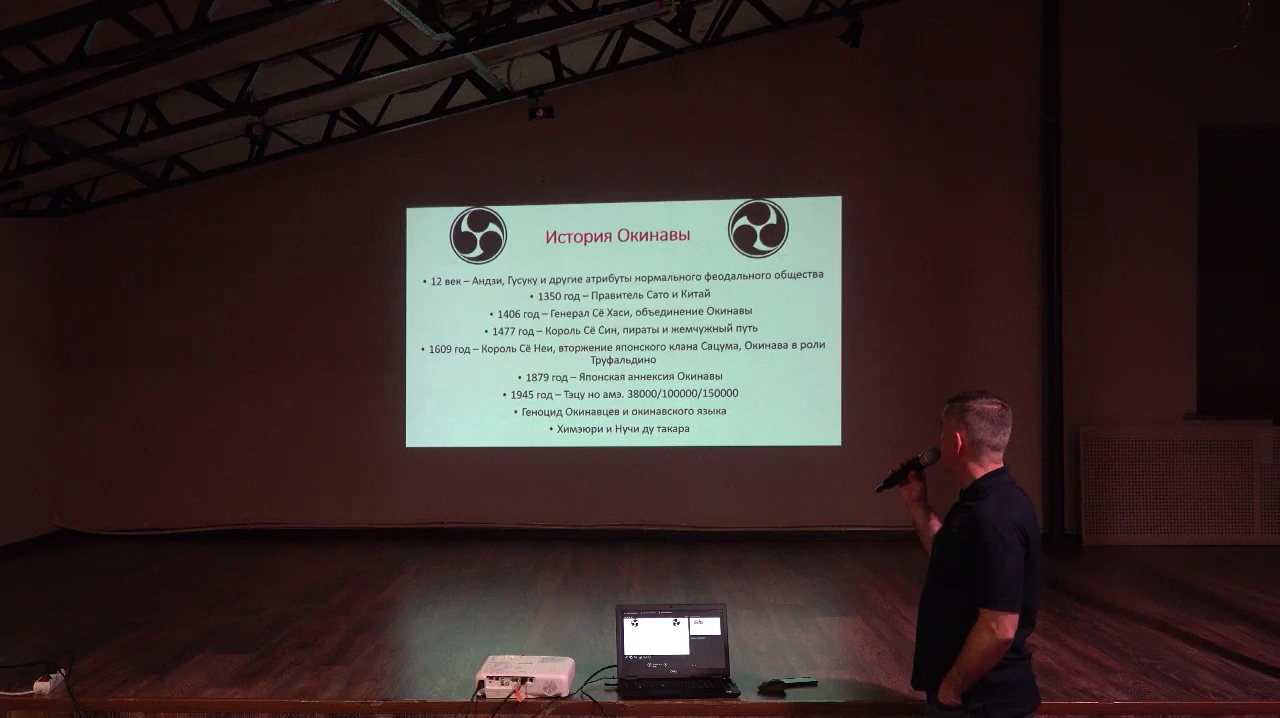 История Окинавы
• 12 век – Андзи, Гусуку и другие атрибуты нормального феодального общества
• 1350 год – Правитель Сато и Китай
• 1406 год – Генерал Сё Хаси, объединение Окинавы
• 1477 год – Король Сё Син, пираты и жемчужный путь
• 1609 год – Король Сё Неи, вторжение японского клана Сацума, Окинава в роли
Труфальдино
• 1879 год – Японская аннексия Окинавы
• 1945 год – Тэцу но амэ. 38000/100000/150000
• Геноцид Окинавцев и окинавского языка
• Химэюри и Нучи ду такара